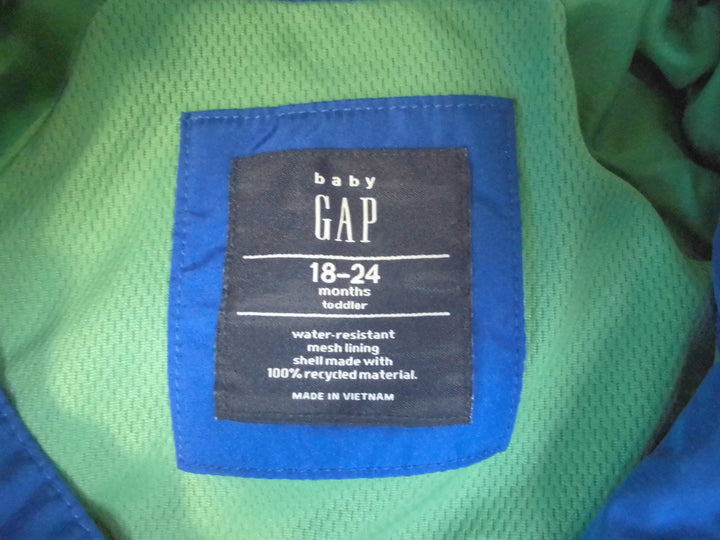 baby
GAP
18-24
months
toddler
water-resistant
mesh lining
shell made with
100% recycled material.
MADE IN VIETNAM